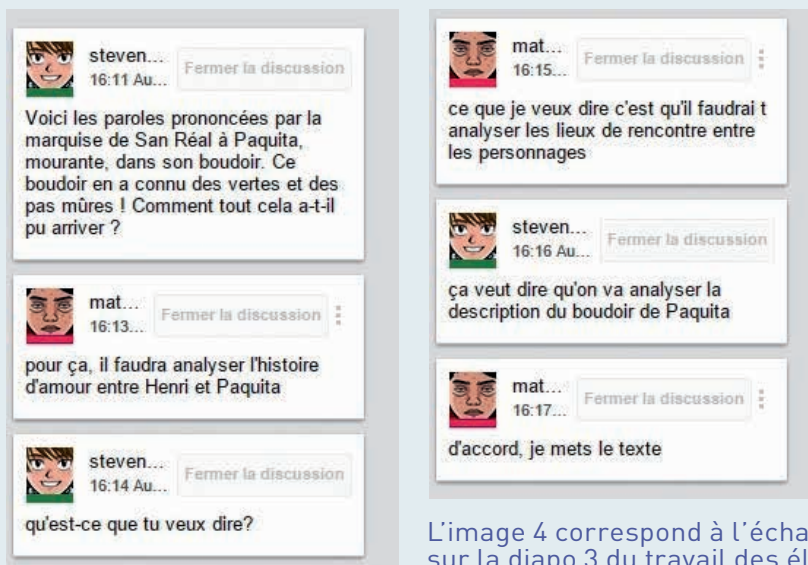 steven...
16:11 Au...
Fermer la discussion
Voici les paroles prononcées par la
marquise de San Réal à Paquita,
mourante, dans son boudoir. Ce
boudoir en a connu des vertes et des
pas mûres ! Comment tout cela a-t-il
pu arriver ?
mat...
16:13...
Fermer la discussion
pour ça, il faudra analyser l'histoire
d'amour entre Henri et Paquita
steven...
16:14 Au...
Fermer la discussion
qu'est-ce que tu veux dire?
mat...
16:15...
Fermer la discussion
ce que je veux dire c'est qu'il faudrai t
analyser les lieux de rencontre entre
les personnages
steven...
16:16 Au...
Fermer la discussion
ça veut dire qu'on va analyser la
description du boudoir de Paquita
mat...
16:17...
Fermer la discussion
d'accord, je mets le texte
L'image 4 correspond à l'écha
sur la diapo 3 du travail des él